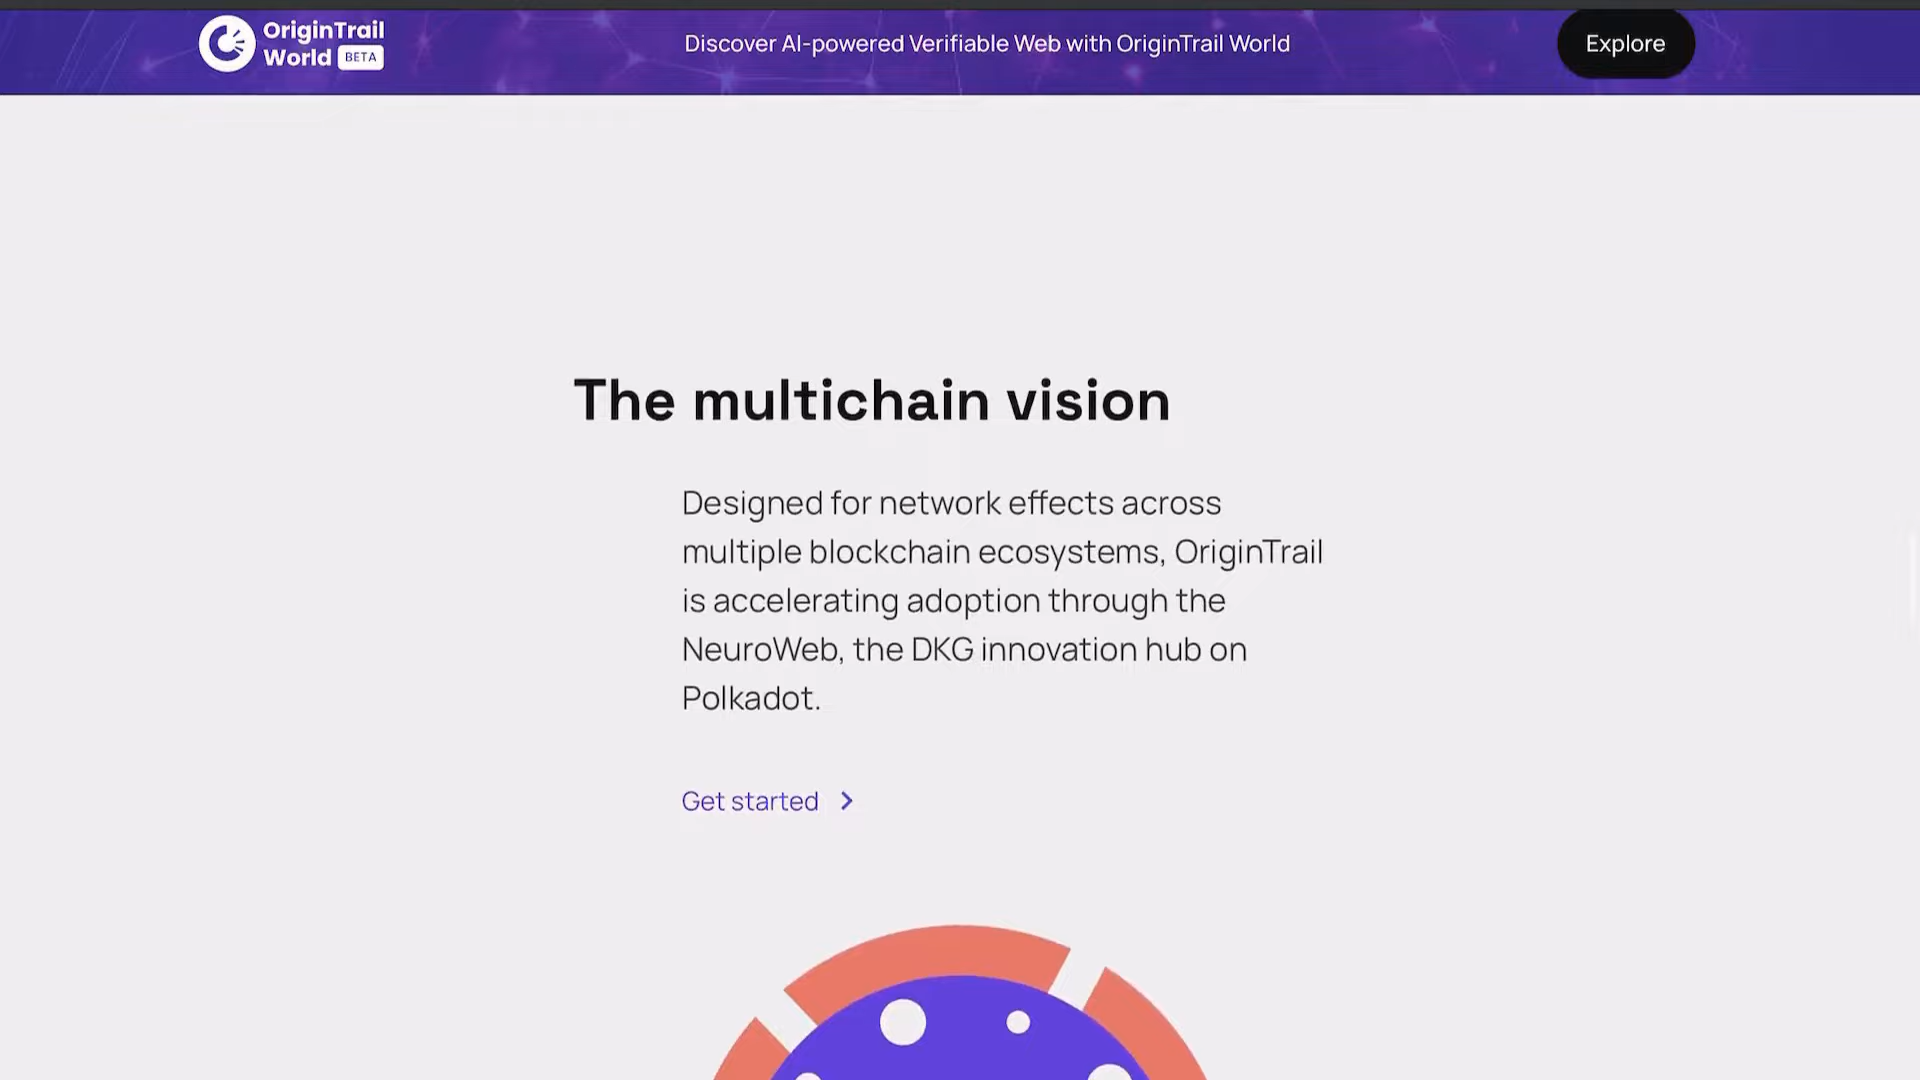 OriginTrail
World BETA
Discover AI-powered Verifiable Web with OriginTrail World
Explore
The multichain vision
Designed for network effects across
multiple blockchain ecosystems, OriginTrail
is accelerating adoption through the
NeuroWeb, the DKG innovation hub on
Polkadot.
Get started